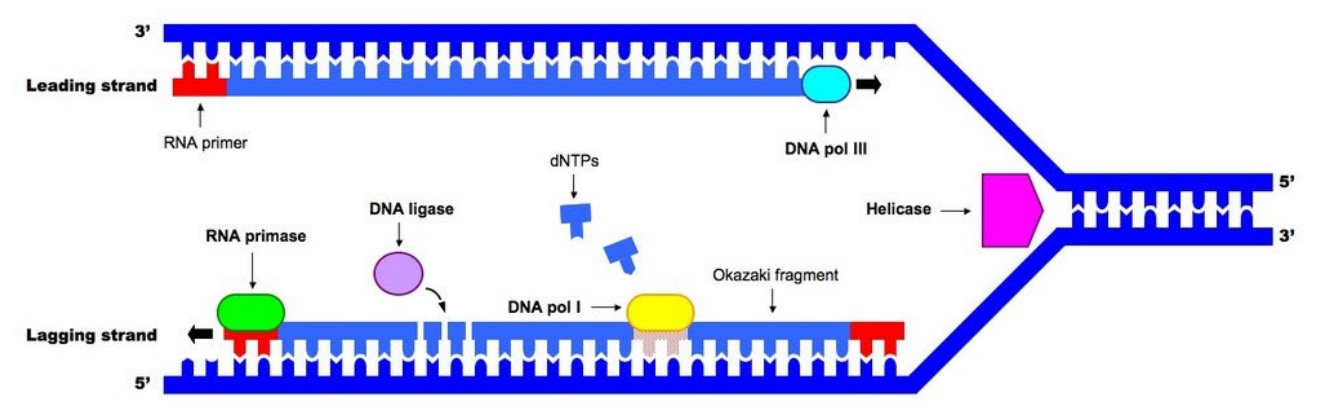 3’
Leading strand
RNA primer
DNA pol III
dNTPs
5’
Helicase
3’
DNA ligase
RNA primase
Okazaki fragment
DNA pol I
Lagging strand
5’